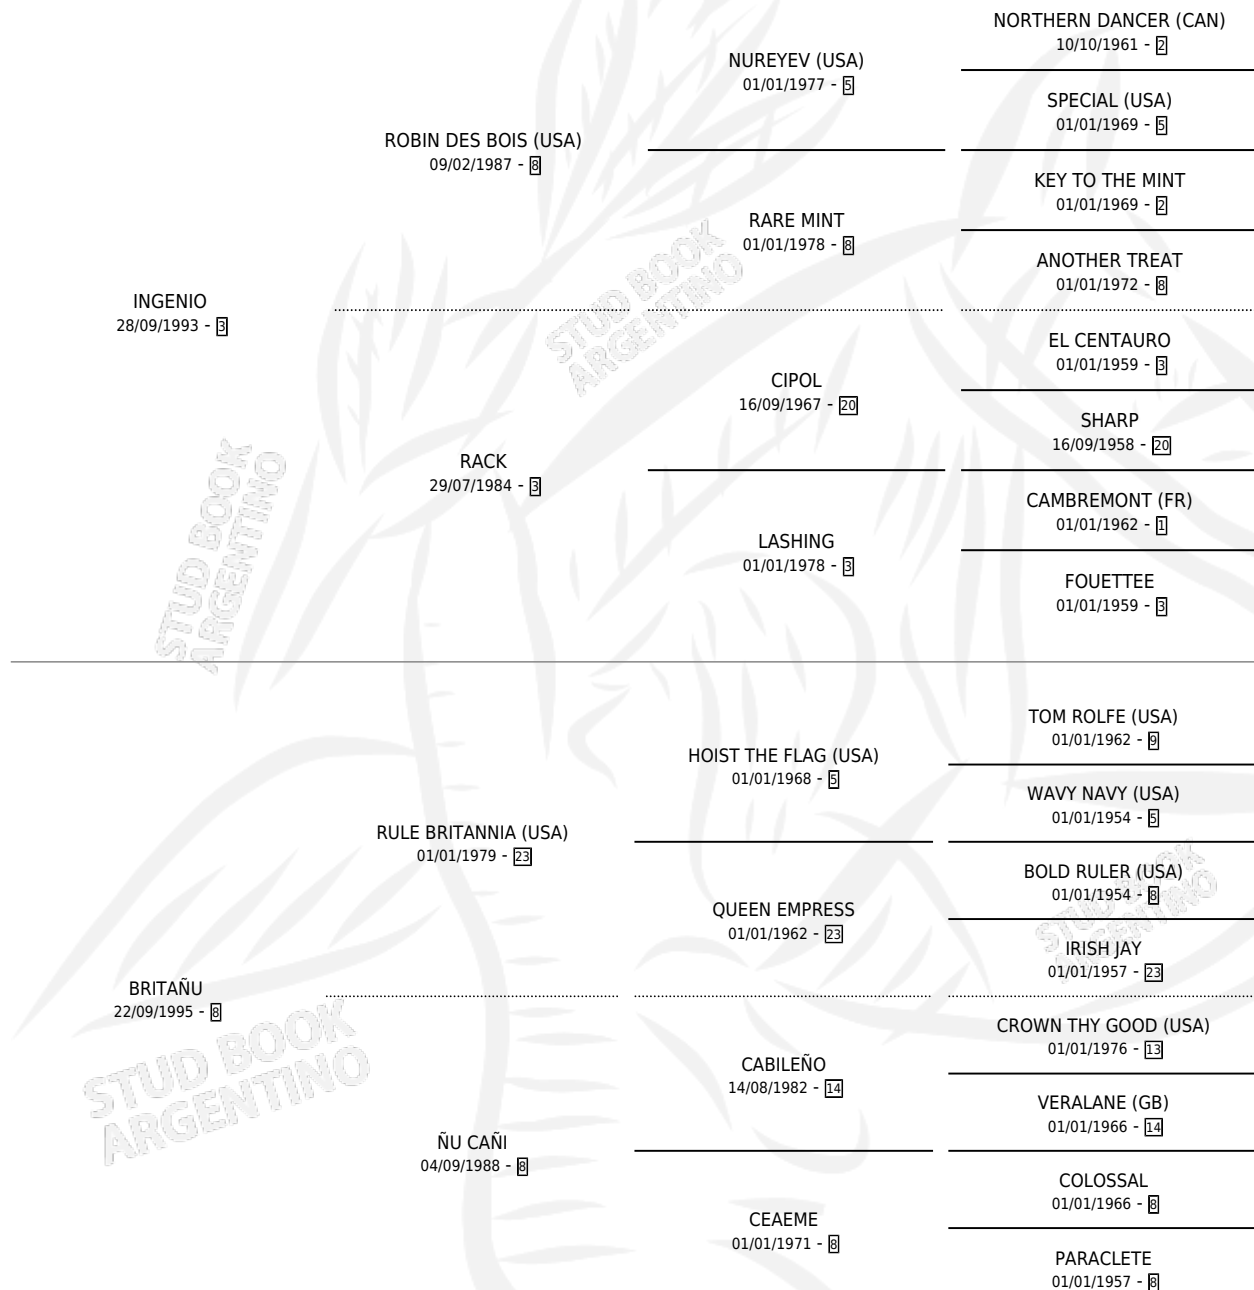 NORTHERN DANCER (CAN)
10/10/1961 - 2
NUREYEV (USA)
01/01/1977 - 5
SPECIAL (USA)
01/01/1969 - 5
ROBIN DES BOIS (USA)
09/02/1987 - 8
KEY TO THE MINT
01/01/1969 - 2
RARE MINT
01/01/1978 - 8
ANOTHER TREAT
01/01/1972 - 8
INGENIO
28/09/1993 - 3
EL CENTAURO
01/01/1959 - 3
CIPOL
16/09/1967 - 20
SHARP
16/09/1958 - 20
RACK
29/07/1984 - 3
CAMBREMONT (FR)
01/01/1962 - 1
LASHING
01/01/1978 - 3
FOUETTEE
01/01/1959 - 3
STUD BOOK
ARGENTINO
STUD BOOK
ARGENTINO
TOM ROLFE (USA)
01/01/1962 - 9
HOIST THE FLAG (USA)
01/01/1968 - 5
WAVY NAVY (USA)
01/01/1954 - 5
RULE BRITANNIA (USA)
01/01/1979 - 23
BOLD RULER (USA)
01/01/1954 - 8
QUEEN EMPRESS
01/01/1962 - 23
IRISH JAY
01/01/1957 - 23
BRITAÑU
22/09/1995 - 8
CROWN THY GOOD (USA)
01/01/1976 - 13
CABILEÑO
14/08/1982 - 14
VERALANE (GB)
01/01/1966 - 14
ÑU CAÑI
04/09/1988 - 8
COLOSSAL
01/01/1966 - 8
CEAEME
01/01/1971 - 8
PARACLETE
01/01/1957 - 8
STUD BOOK
ARGENTINO
STUD BOOK
ARGENTINO